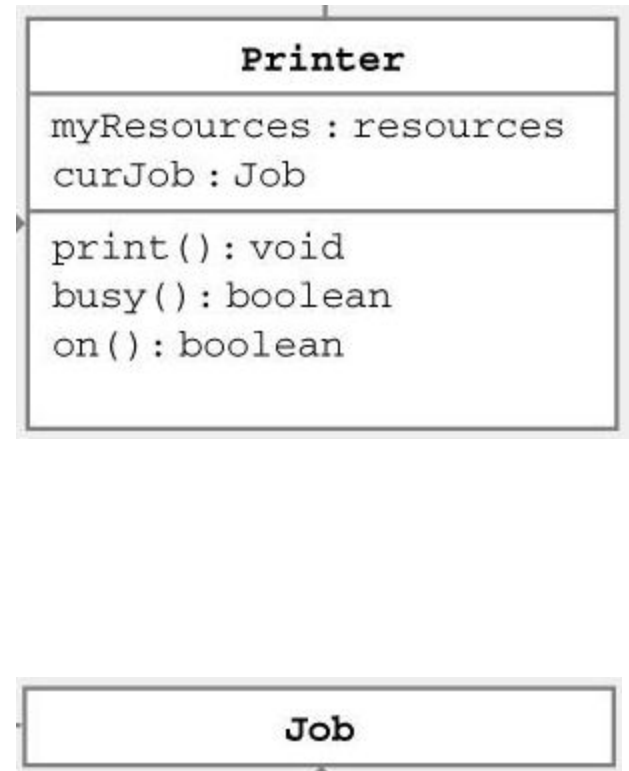 Printer
myResources : resources
curJob : Job
print() : void
busy() : boolean
on() : boolean
Job